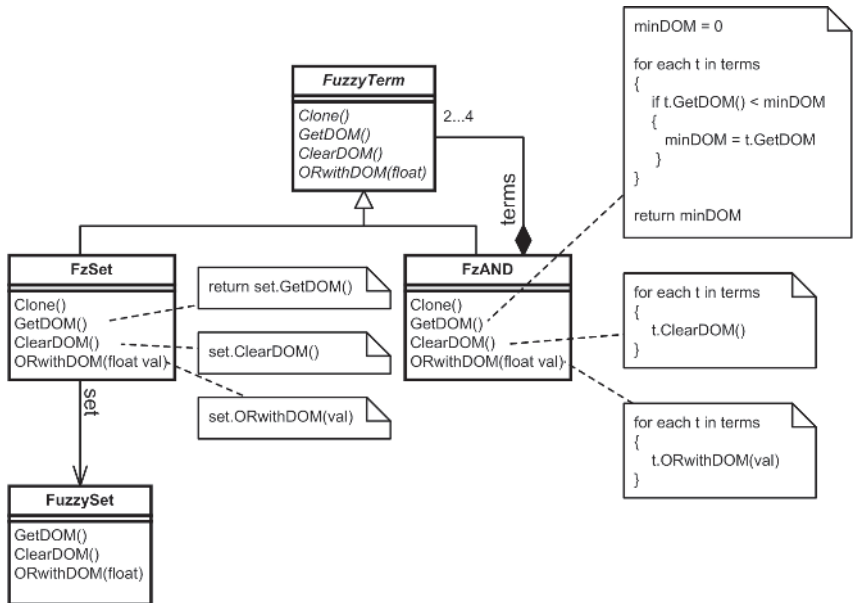 FuzzyTerm
Clone()
GetDOM()
ClearDOM()
ORwithDOM(float)
2...4
terms
minDOM = 0
for each t in terms
{
if t.GetDOM() < minDOM
{
minDOM = t.GetDOM
}
}
return minDOM
FzSet
Clone()
GetDOM()
ClearDOM()
ORwithDOM(float val)
return set.GetDOM()
set.ClearDOM()
set.ORwithDOM(val)
FzAND
Clone()
GetDOM()
ClearDOM()
ORwithDOM(float val)
for each t in terms
{
t.ClearDOM()
}
for each t in terms
{
t.ORwithDOM(val)
}
set
FuzzySet
GetDOM()
ClearDOM()
ORwithDOM(float)